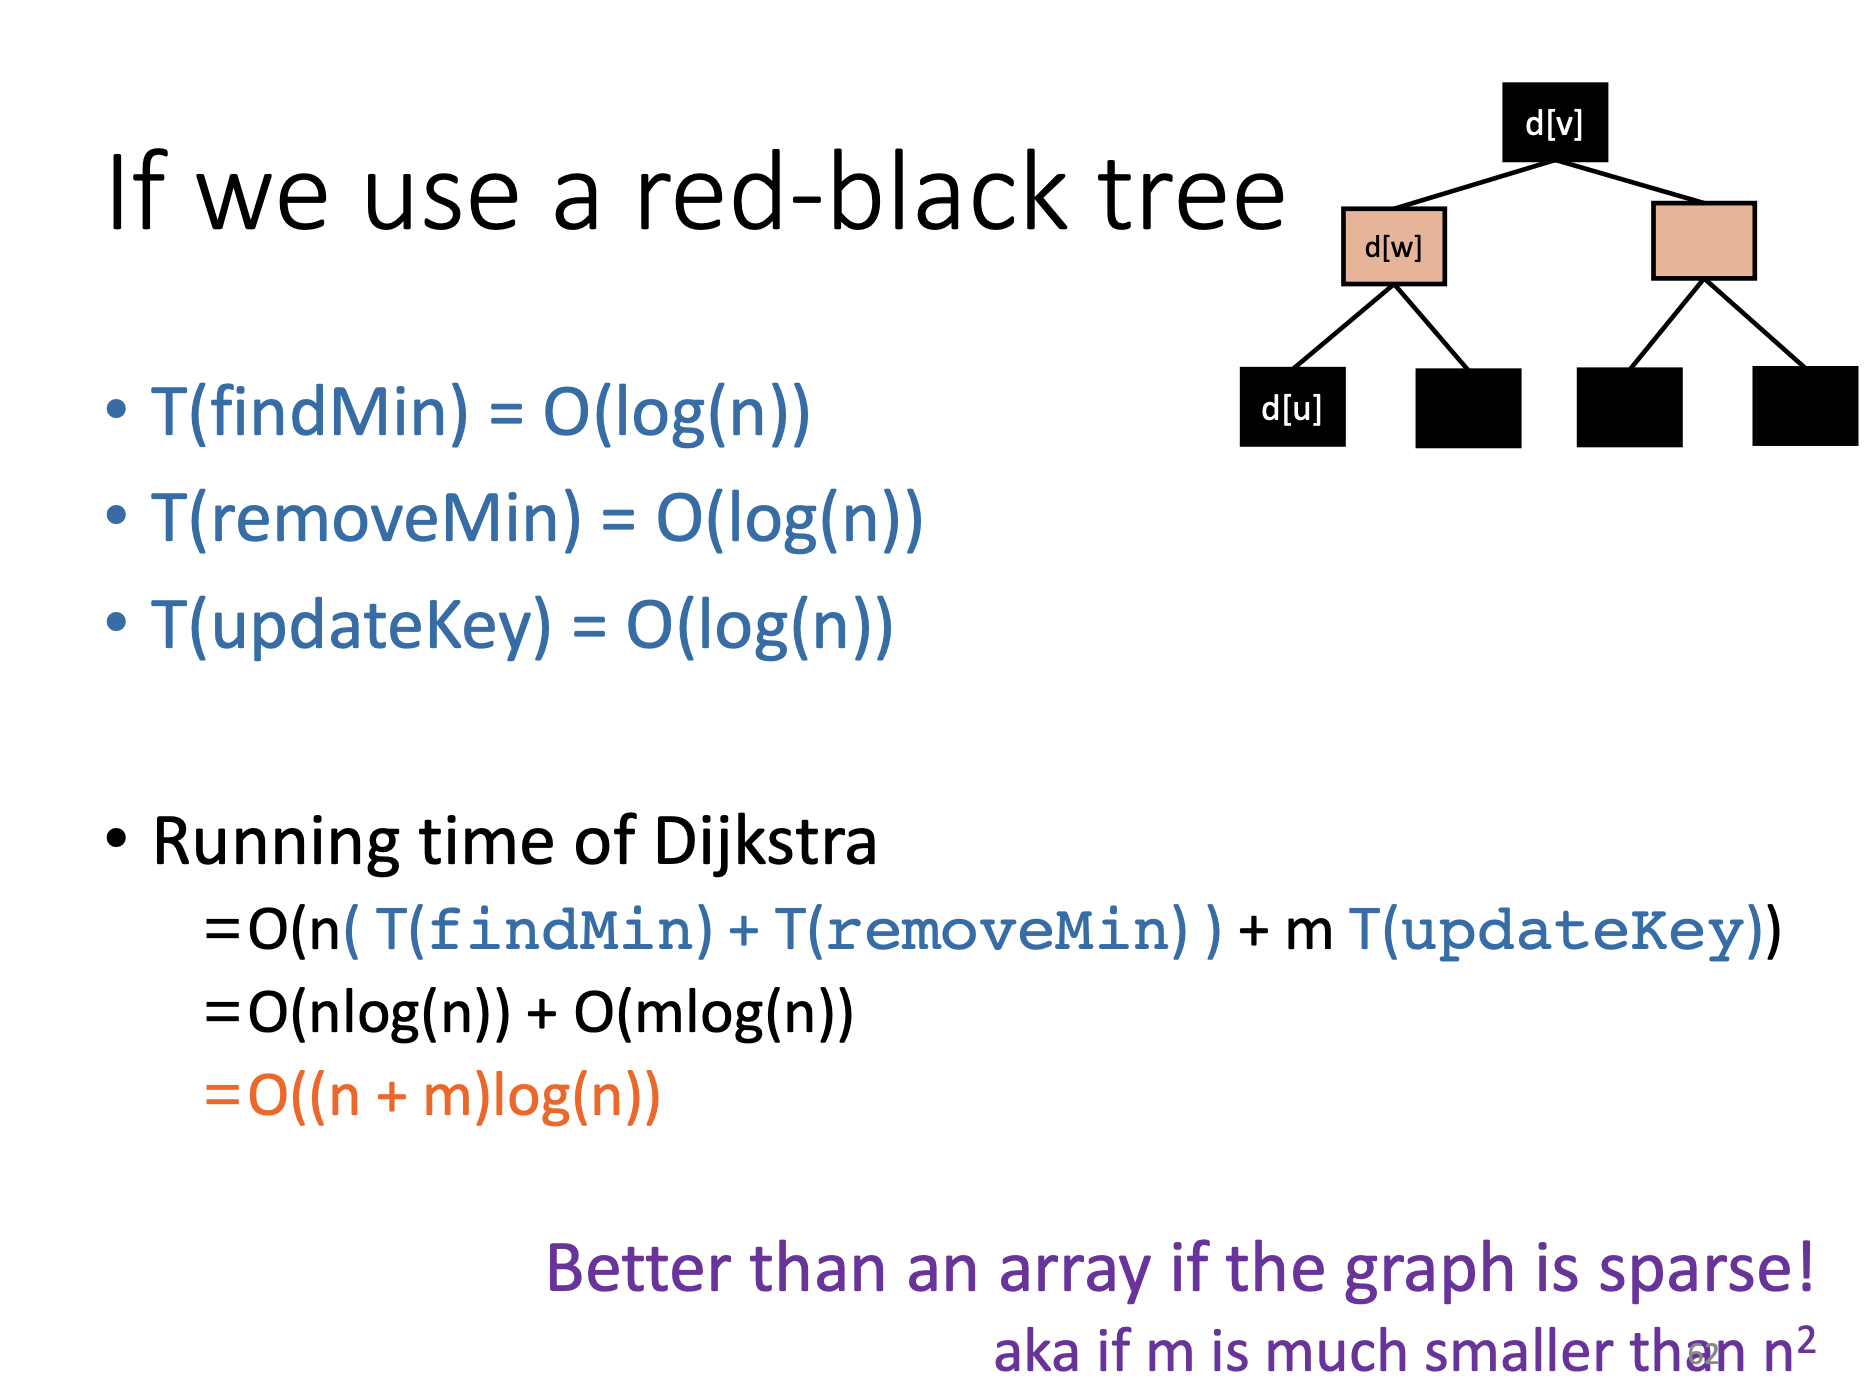 If we use a red-black tree
d[v]
d[w]
d[u]
• T(findMin) = O(log(n))
• T(removeMin) = O(log(n))
• T(updateKey) = O(log(n))
• Running time of Dijkstra
=O(n( T(findMin) + T(removeMin) ) + m T(updateKey))
=O(nlog(n)) + O(mlog(n))
=O((n + m)log(n))
Better than an array if the graph is sparse!
aka if m is much smaller than n²
62